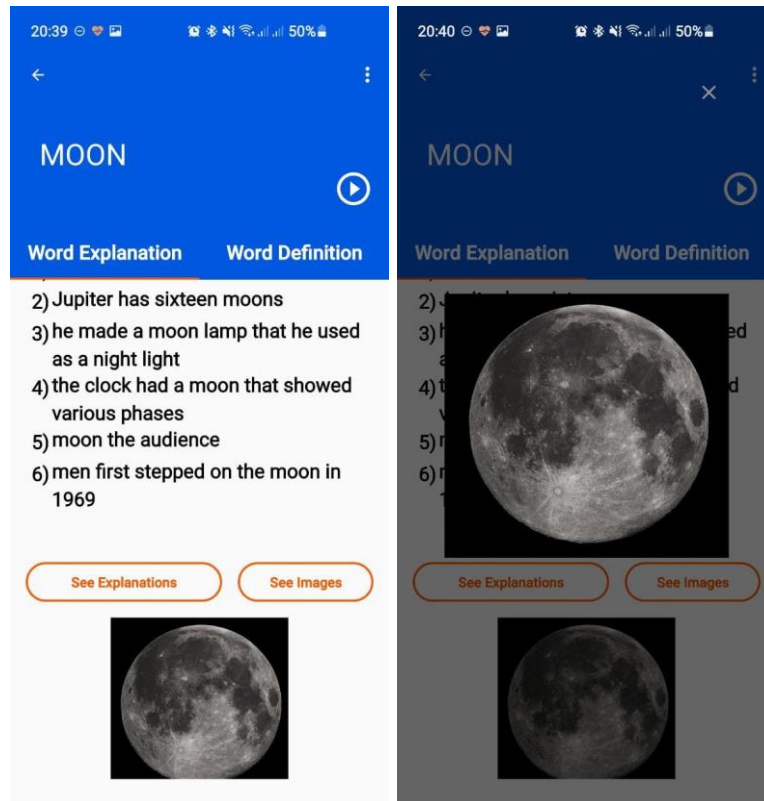 20:39
50%
MOON
Word Explanation Word Definition
2) Jupiter has sixteen moons
3) he made a moon lamp that he used
as a night light
4) the clock had a moon that showed
various phases
5) moon the audience
6) men first stepped on the moon in
1969
See Explanations See Images
20:40
50%
MOON
Word Explanation Word Definition
2)
3) h ed
a
4) t d
v
5)
6)
1
See Explanations See Images